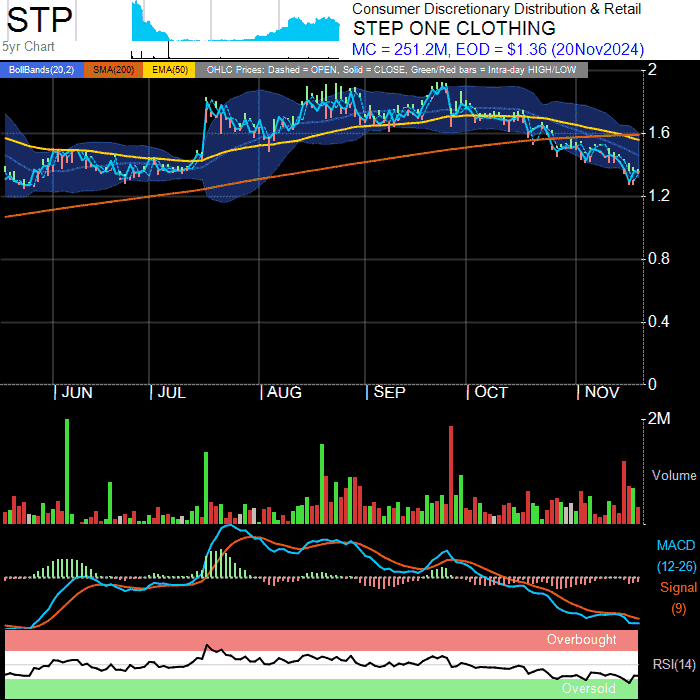 STP
5yr Chart
Consumer Discretionary Distribution & Retail
STEP ONE CLOTHING
MC = 251.2M, EOD = $1.36 (20Nov2024)
BollBands(20,2) SMA(200) EMA(50) OHLC Prices: Dashed = OPEN, Solid = CLOSE, Green/Red bars = Intra-day HIGH/LOW
2
1.6
1.2
0.8
0.4
0
JUN JUL AUG SEP OCT NOV
2M
Volume
MACD
(12-26)
Signal
(9)
Overbought
RSI(14)
Oversold